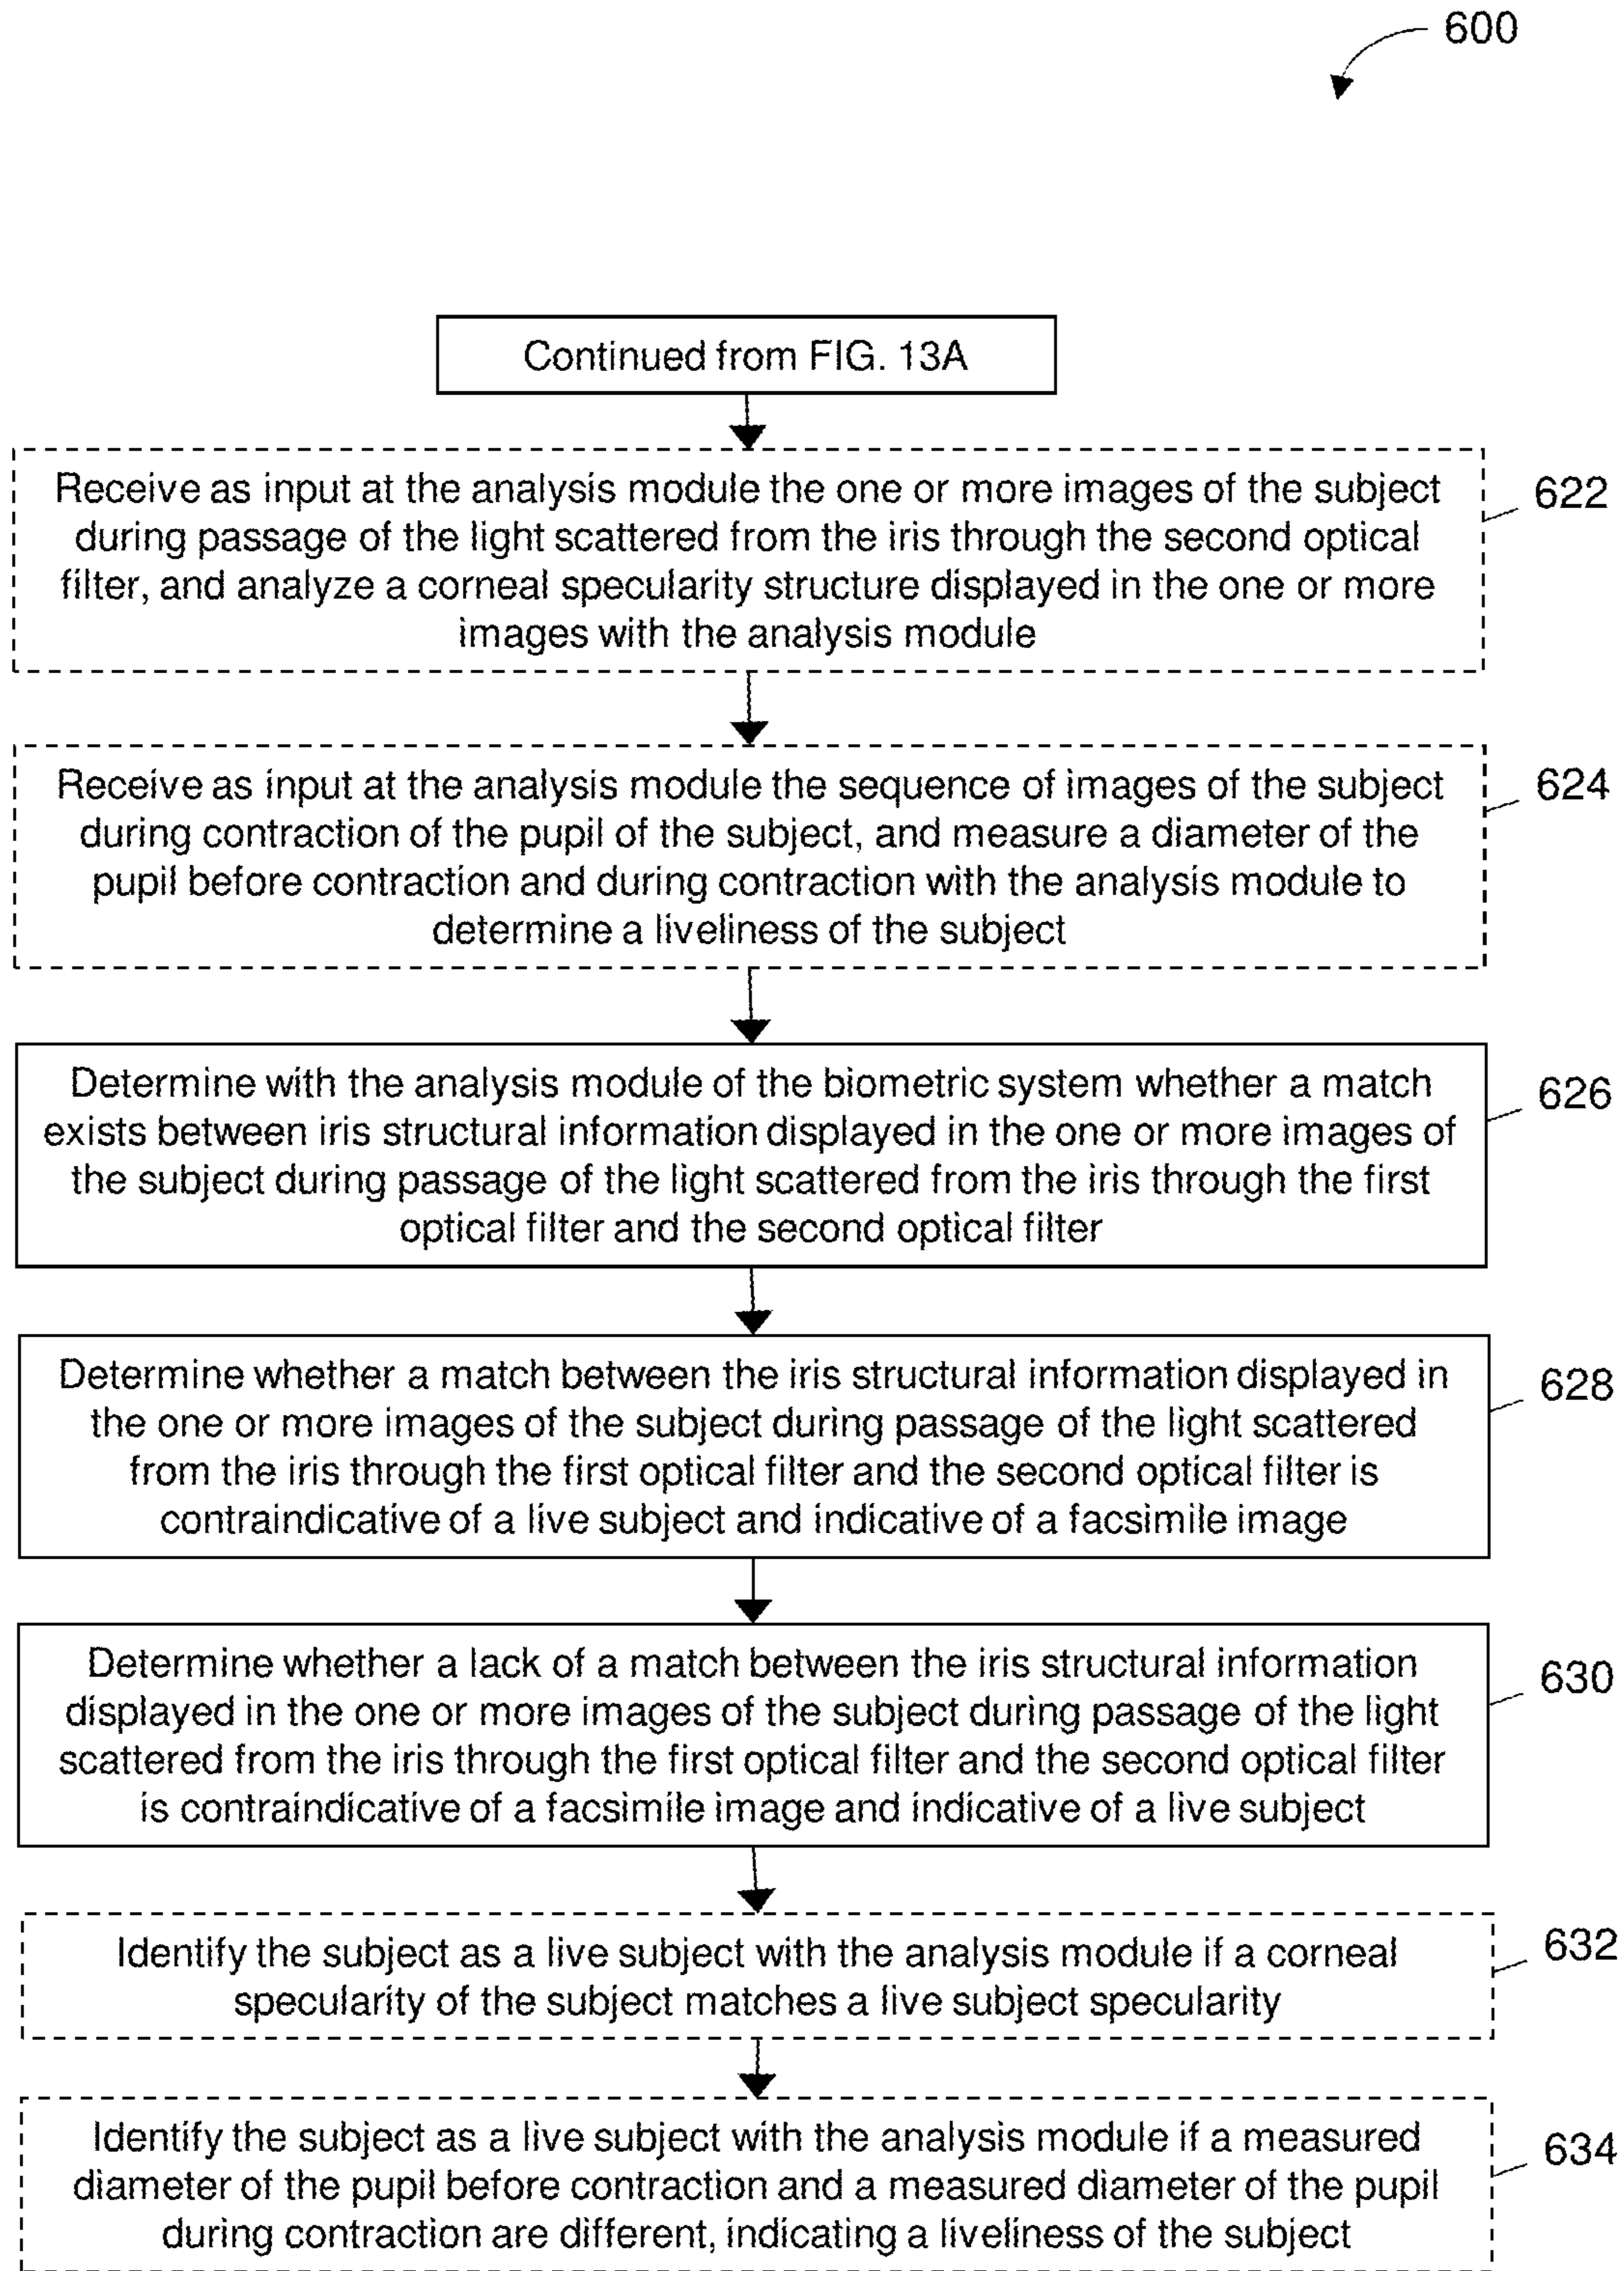 600
Continued from FIG. 13A
Receive as input at the analysis module the one or more images of the subject
during passage of the light scattered from the iris through the second optical
filter, and analyze a corneal specularity structure displayed in the one or more
images with the analysis module
622
Receive as input at the analysis module the sequence of images of the subject
during contraction of the pupil of the subject, and measure a diameter of the
pupil before contraction and during contraction with the analysis module to
determine a liveliness of the subject
624
Determine with the analysis module of the biometric system whether a match
exists between iris structural information displayed in the one or more images of
the subject during passage of the light scattered from the iris through the first
optical filter and the second optical filter
626
Determine whether a match between the iris structural information displayed in
the one or more images of the subject during passage of the light scattered
from the iris through the first optical filter and the second optical filter is
contraindicative of a live subject and indicative of a facsimile image
628
Determine whether a lack of a match between the iris structural information
displayed in the one or more images of the subject during passage of the light
scattered from the iris through the first optical filter and the second optical filter
is contraindicative of a facsimile image and indicative of a live subject
630
Identify the subject as a live subject with the analysis module if a corneal
specularity of the subject matches a live subject specularity
632
Identify the subject as a live subject with the analysis module if a measured
diameter of the pupil before contraction and a measured diameter of the pupil
during contraction are different, indicating a liveliness of the subject
634